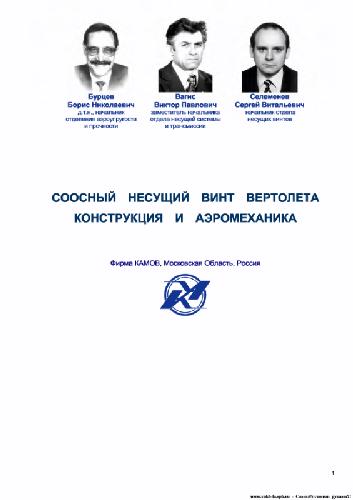 Бурцев
Борис Николаевич
д.т.н., начальник
отделения аэроупругости
и прочности
Вагис
Виктор Павлович
заместитель начальника
отдела несущей системы
и трансмиссии
Селеменев
Сергей Витальевич
начальник отдела
несущих винтов
СООСНЫЙ НЕСУЩИЙ ВИНТ ВЕРТОЛЕТА
КОНСТРУКЦИЯ И АЭРОМЕХАНИКА
Фирма КАМОВ, Московская Область, Россия
1